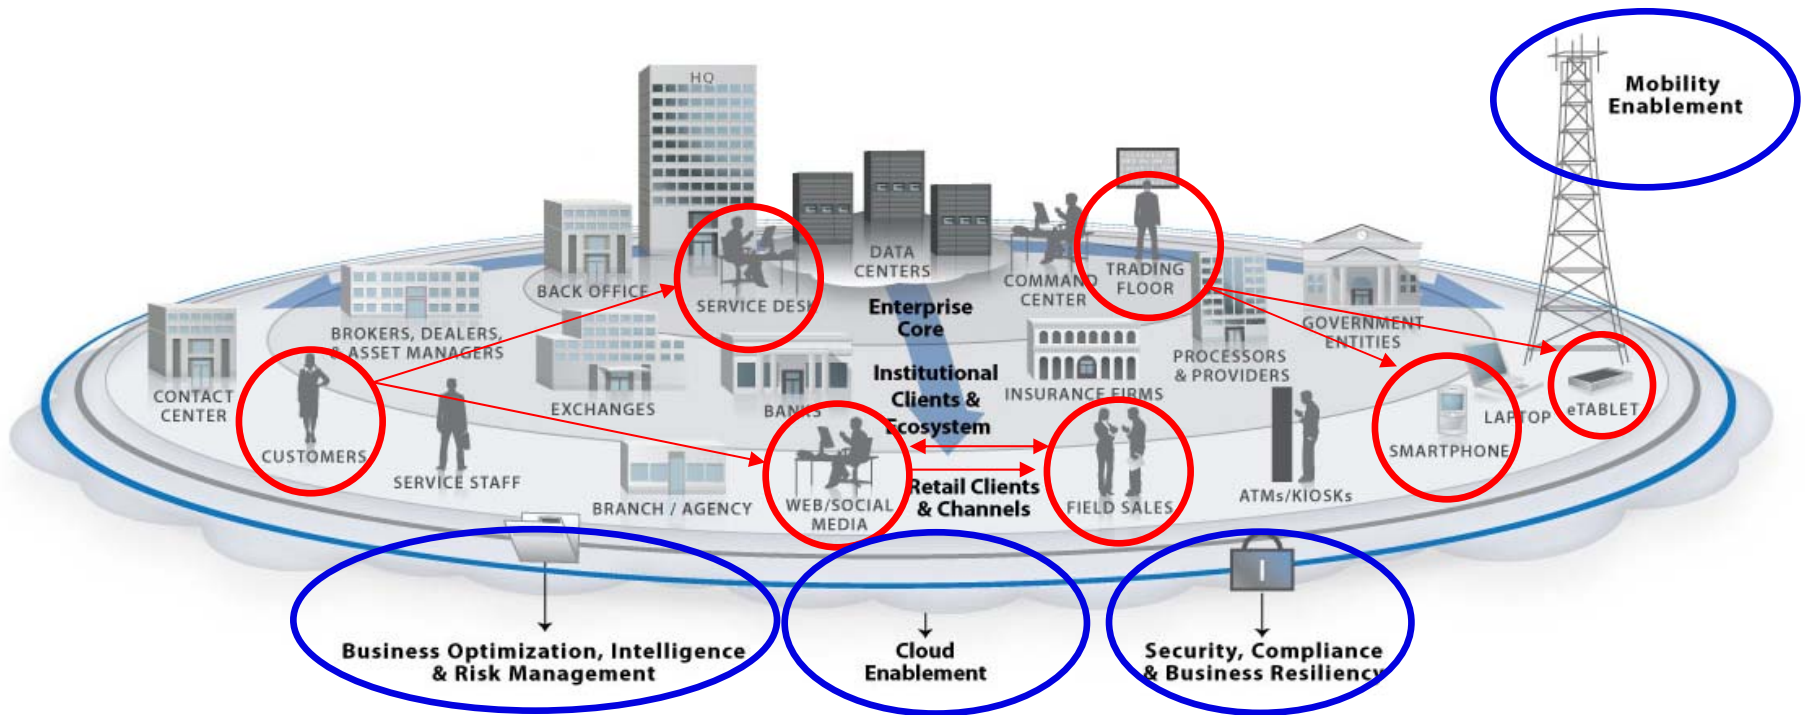 HQ
Mobility
Enablement
DATA
CENTERS
BACK OFFICE
SERVICE DESK
COMMAND
CENTER
TRADING
FLOOR
Enterprise
Core
BROKERS, DEALERS,
& ASSET MANAGERS
GOVERNMENT
ENTITIES
PROCESSORS
& PROVIDERS
CONTACT
CENTER
EXCHANGES
BANKS
Institutional
Clients &
Ecosystem
INSURANCE FIRMS
LAPTOP
eTABLET
CUSTOMERS
SERVICE STAFF
SMARTPHONE
BRANCH / AGENCY
WEB/SOCIAL
MEDIA
Retail Clients
& Channels
FIELD SALES
ATMs/KIOSKs
Business Optimization, Intelligence
& Risk Management
Cloud
Enablement
Security, Compliance
& Business Resiliency